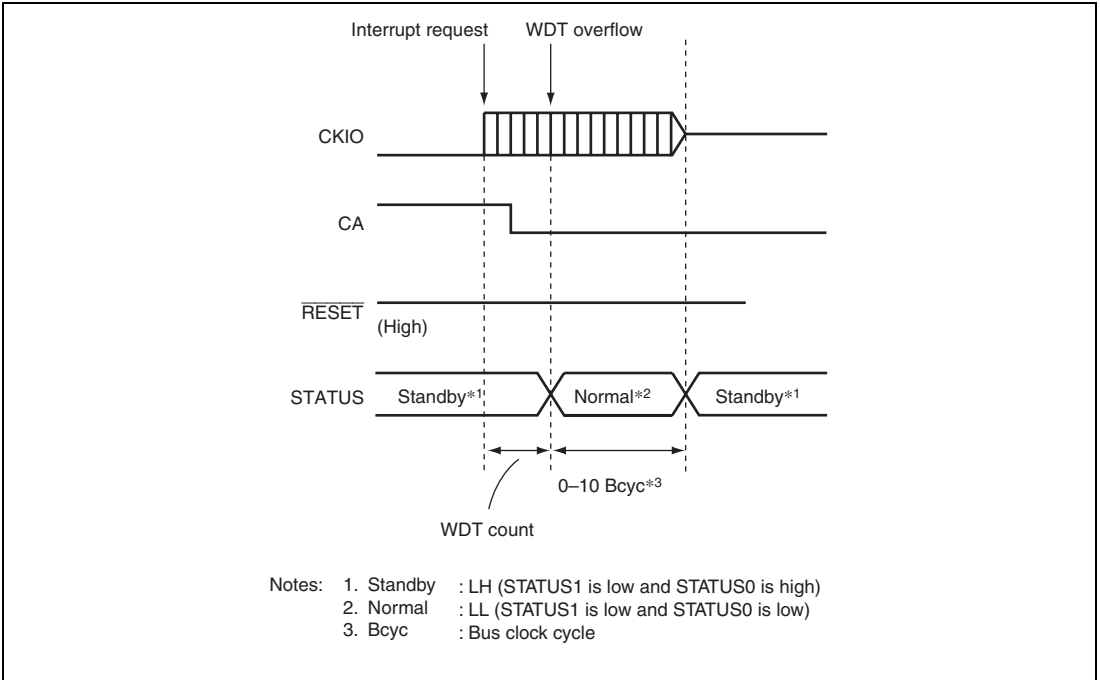 Interrupt request WDT overflow
CKIO
CA
RESET
(High)
STATUS Standby*1 Normal*2 Standby*1
0–10 Bcyc*3
WDT count
Notes: 1. Standby : LH (STATUS1 is low and STATUS0 is high)
2. Normal : LL (STATUS1 is low and STATUS0 is low)
3. Bcyc : Bus clock cycle